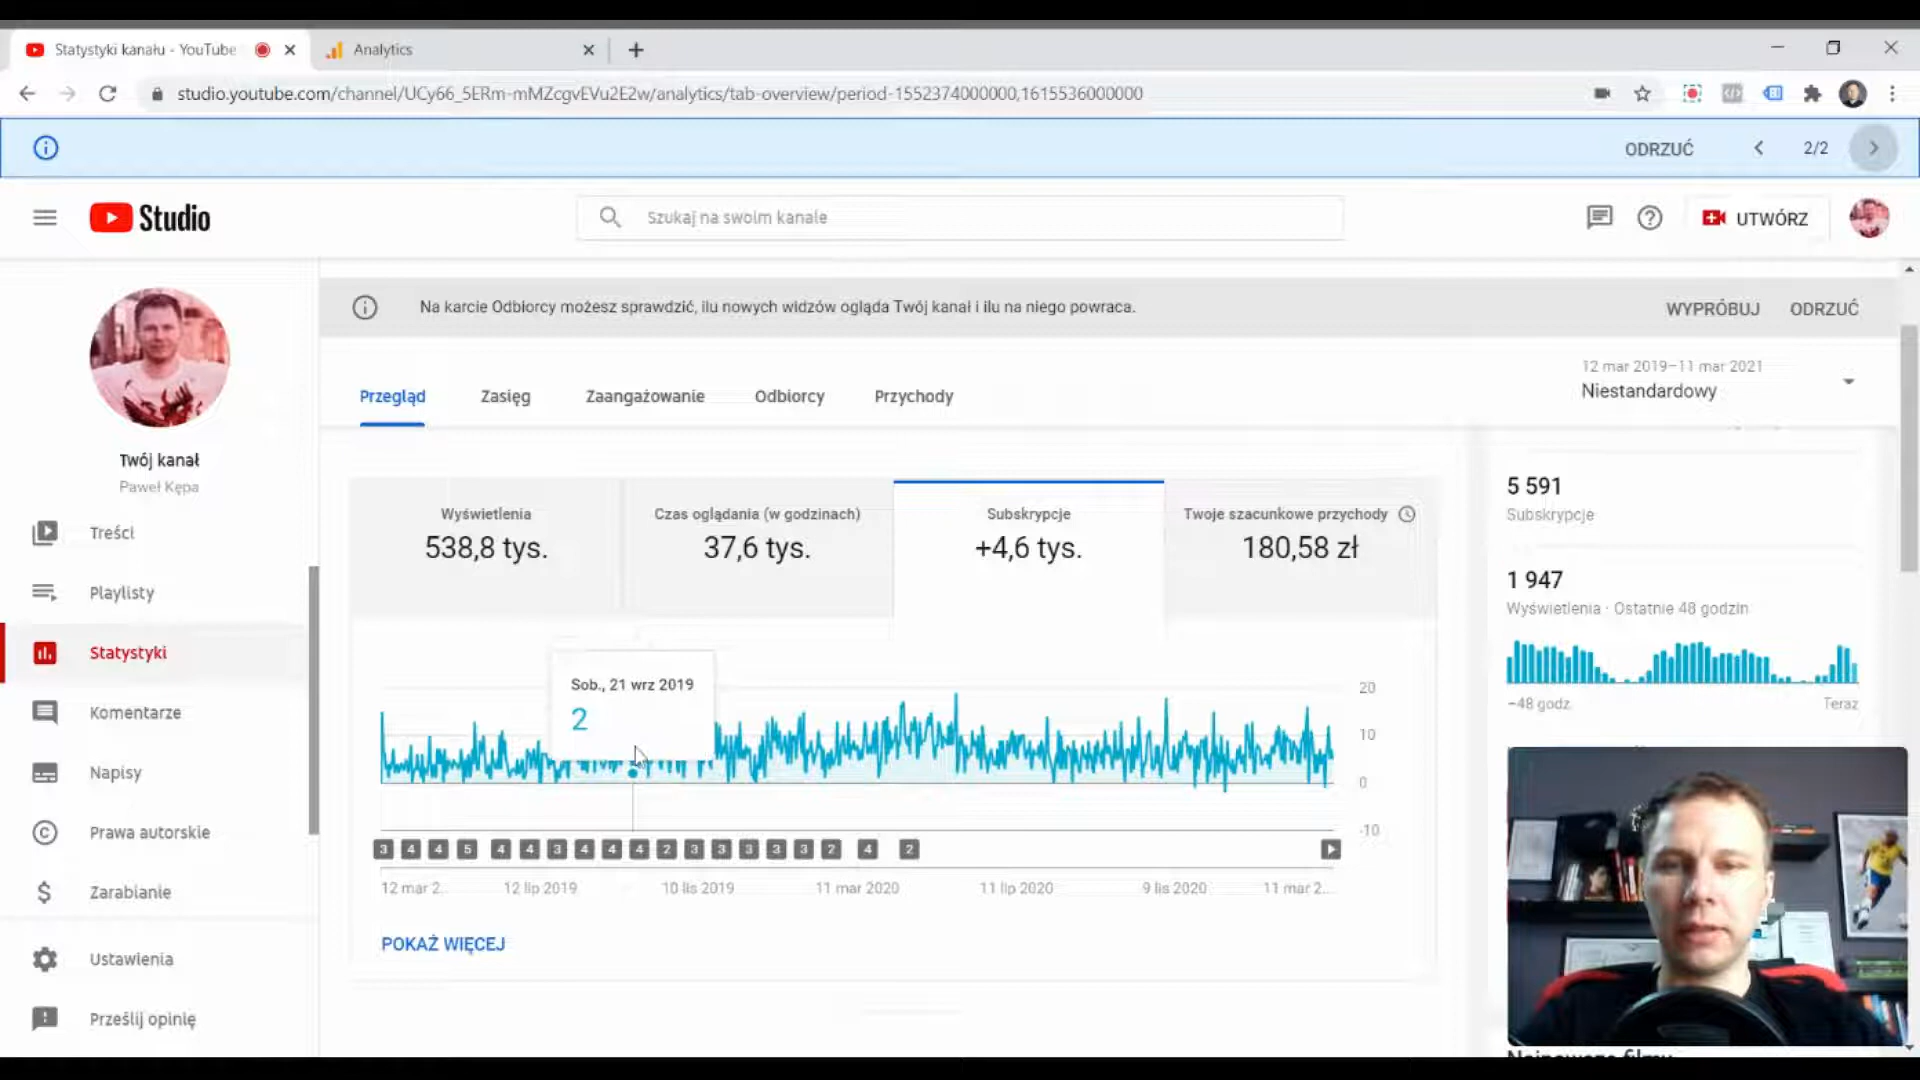 Statystyki kanału - YouTube
Analytics
studio.youtube.com/channel/UCy66_5ERm-mMZcgvEVu2E2w/analytics/tab-overview/period-1552374000000,1615536000000
ODRZUĆ
2/2
Studio
Szukaj na swoim kanale
UTWÓRZ
Na karcie Odbiorcy możesz sprawdzić, ilu nowych widzów ogląda Twój kanał i ilu na niego powraca.
WYPRÓBUJ
ODRZUĆ
Twój kanał
Paweł Kępa
Treści
Playlisty
Statystyki
Komentarze
Napisy
Prawa autorskie
Zarabianie
Ustawienia
Prześlij opinię
Przegląd
Zasięg
Zaangażowanie
Odbiorcy
Przychody
12 mar 2019–11 mar 2021
Niestandardowy
Wyświetlenia
538,8 tys.
Czas oglądania (w godzinach)
37,6 tys.
Subskrypcje
+4,6 tys.
Twoje szacunkowe przychody
180,58 zł
Sob., 21 wrz 2019
2
20
10
0
-10
3 4 4 5 4 4 3 4 4 4 2 3 3 3 3 3 2 4 2
12 mar 2...
12 lip 2019
10 lis 2019
11 mar 2020
11 lip 2020
9 lis 2020
11 mar 2...
POKAŻ WIĘCEJ
5 591
Subskrypcje
1 947
Wyświetlenia · Ostatnie 48 godzin
−48 godz.
Teraz
Najnowsze filmy